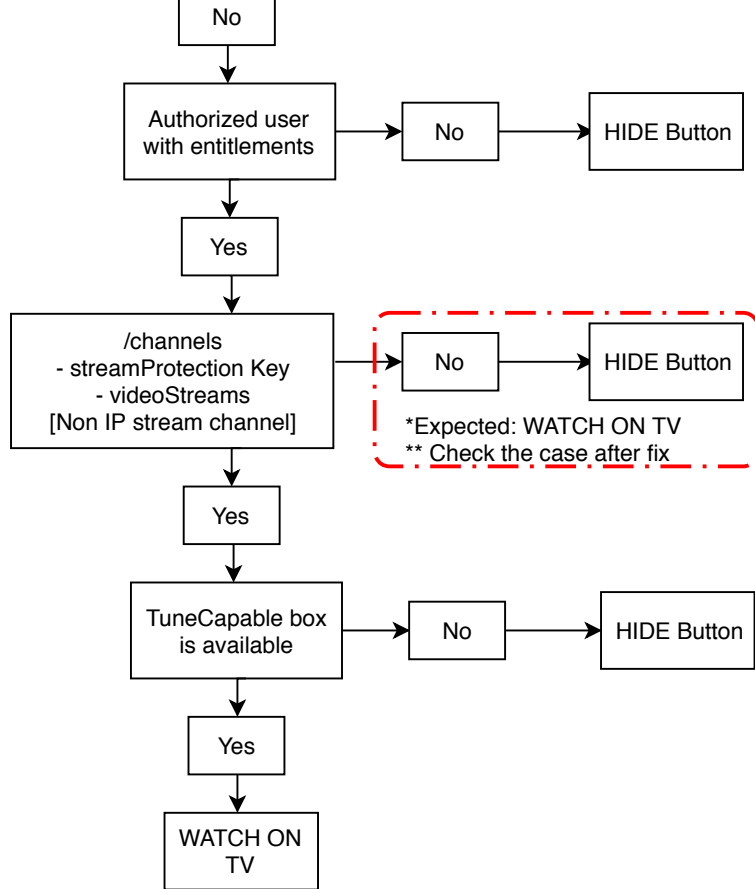 No
Authorized user
with entitlements
No
HIDE Button
Yes
/channels
- streamProtection Key
- videoStreams
[Non IP stream channel]
No
HIDE Button
*Expected: WATCH ON TV
** Check the case after fix
Yes
TuneCapable box
is available
No
HIDE Button
Yes
WATCH ON
TV